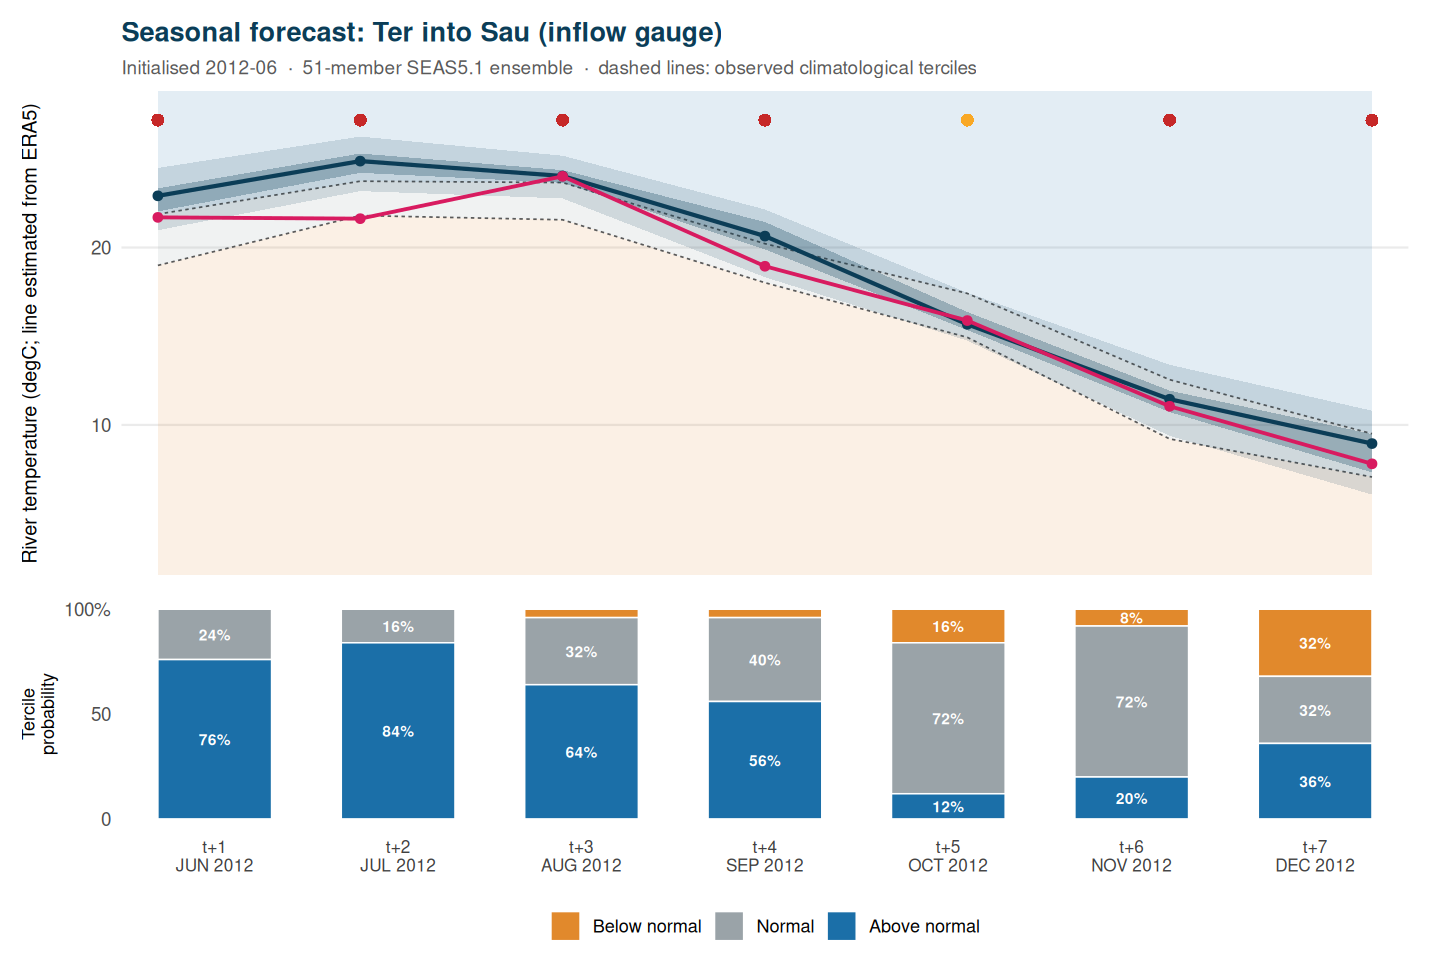 Seasonal forecast: Ter into Sau (inflow gauge)
Initialised 2012-06 · 51-member SEAS5.1 ensemble · dashed lines: observed climatological terciles
River temperature (degC; line estimated from ERA5)
20
10
Tercile
probability
100%
50
0
24%
76%
16%
84%
32%
64%
40%
56%
16%
72%
12%
8%
72%
20%
32%
32%
36%
t+1
JUN 2012
t+2
JUL 2012
t+3
AUG 2012
t+4
SEP 2012
t+5
OCT 2012
t+6
NOV 2012
t+7
DEC 2012
Below normal
Normal
Above normal